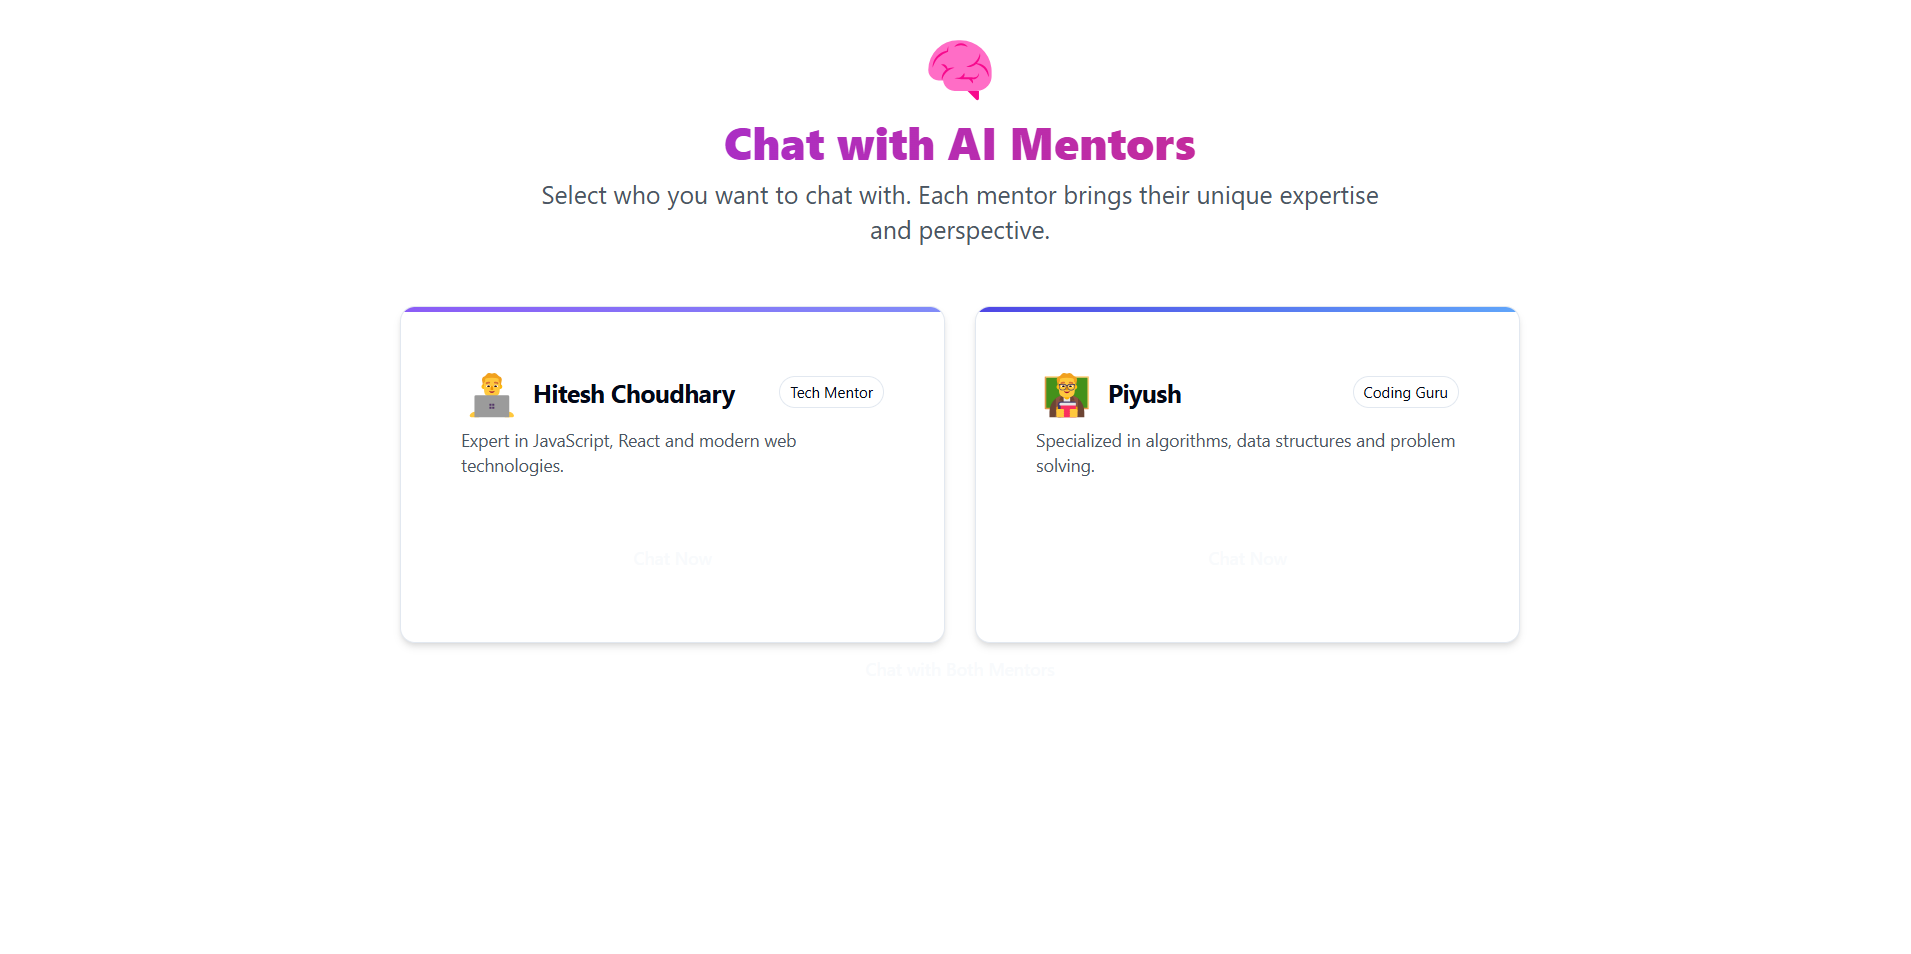 Chat with AI Mentors
Select who you want to chat with. Each mentor brings their unique expertise
and perspective.
Hitesh Choudhary
Tech Mentor
Expert in JavaScript, React and modern web
technologies.
Chat Now
Piyush
Coding Guru
Specialized in algorithms, data structures and problem
solving.
Chat Now
Chat with Both Mentors